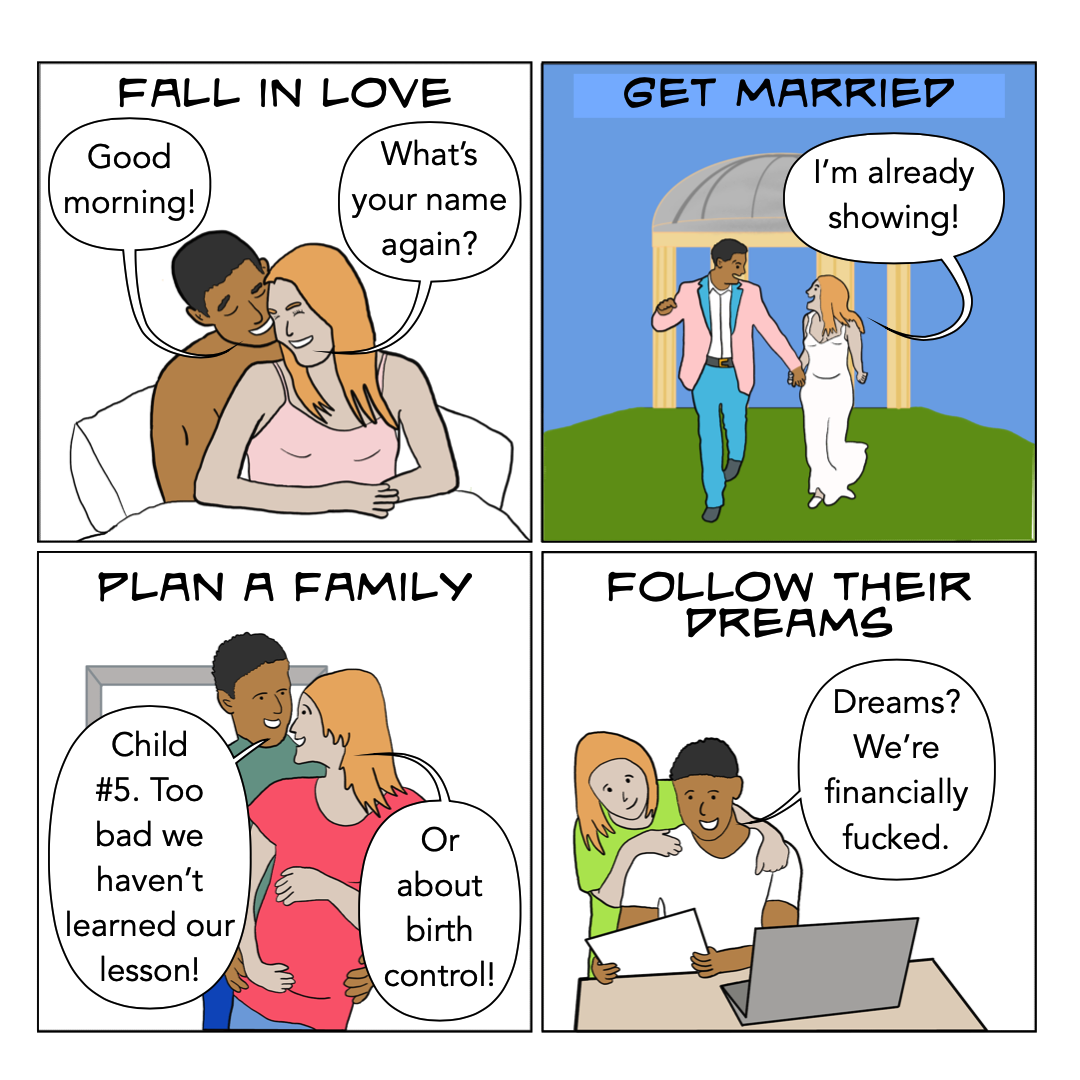 FALL IN LOVE
Good
morning!
What's
your name
again?
GET MARRIED
I'm already
showing!
PLAN A FAMILY
Child
#5. Too
bad we
haven't
learned our
lesson!
Or
about
birth
control!
FOLLOW THEIR
DREAMS
Dreams?
We're
financially
fucked.